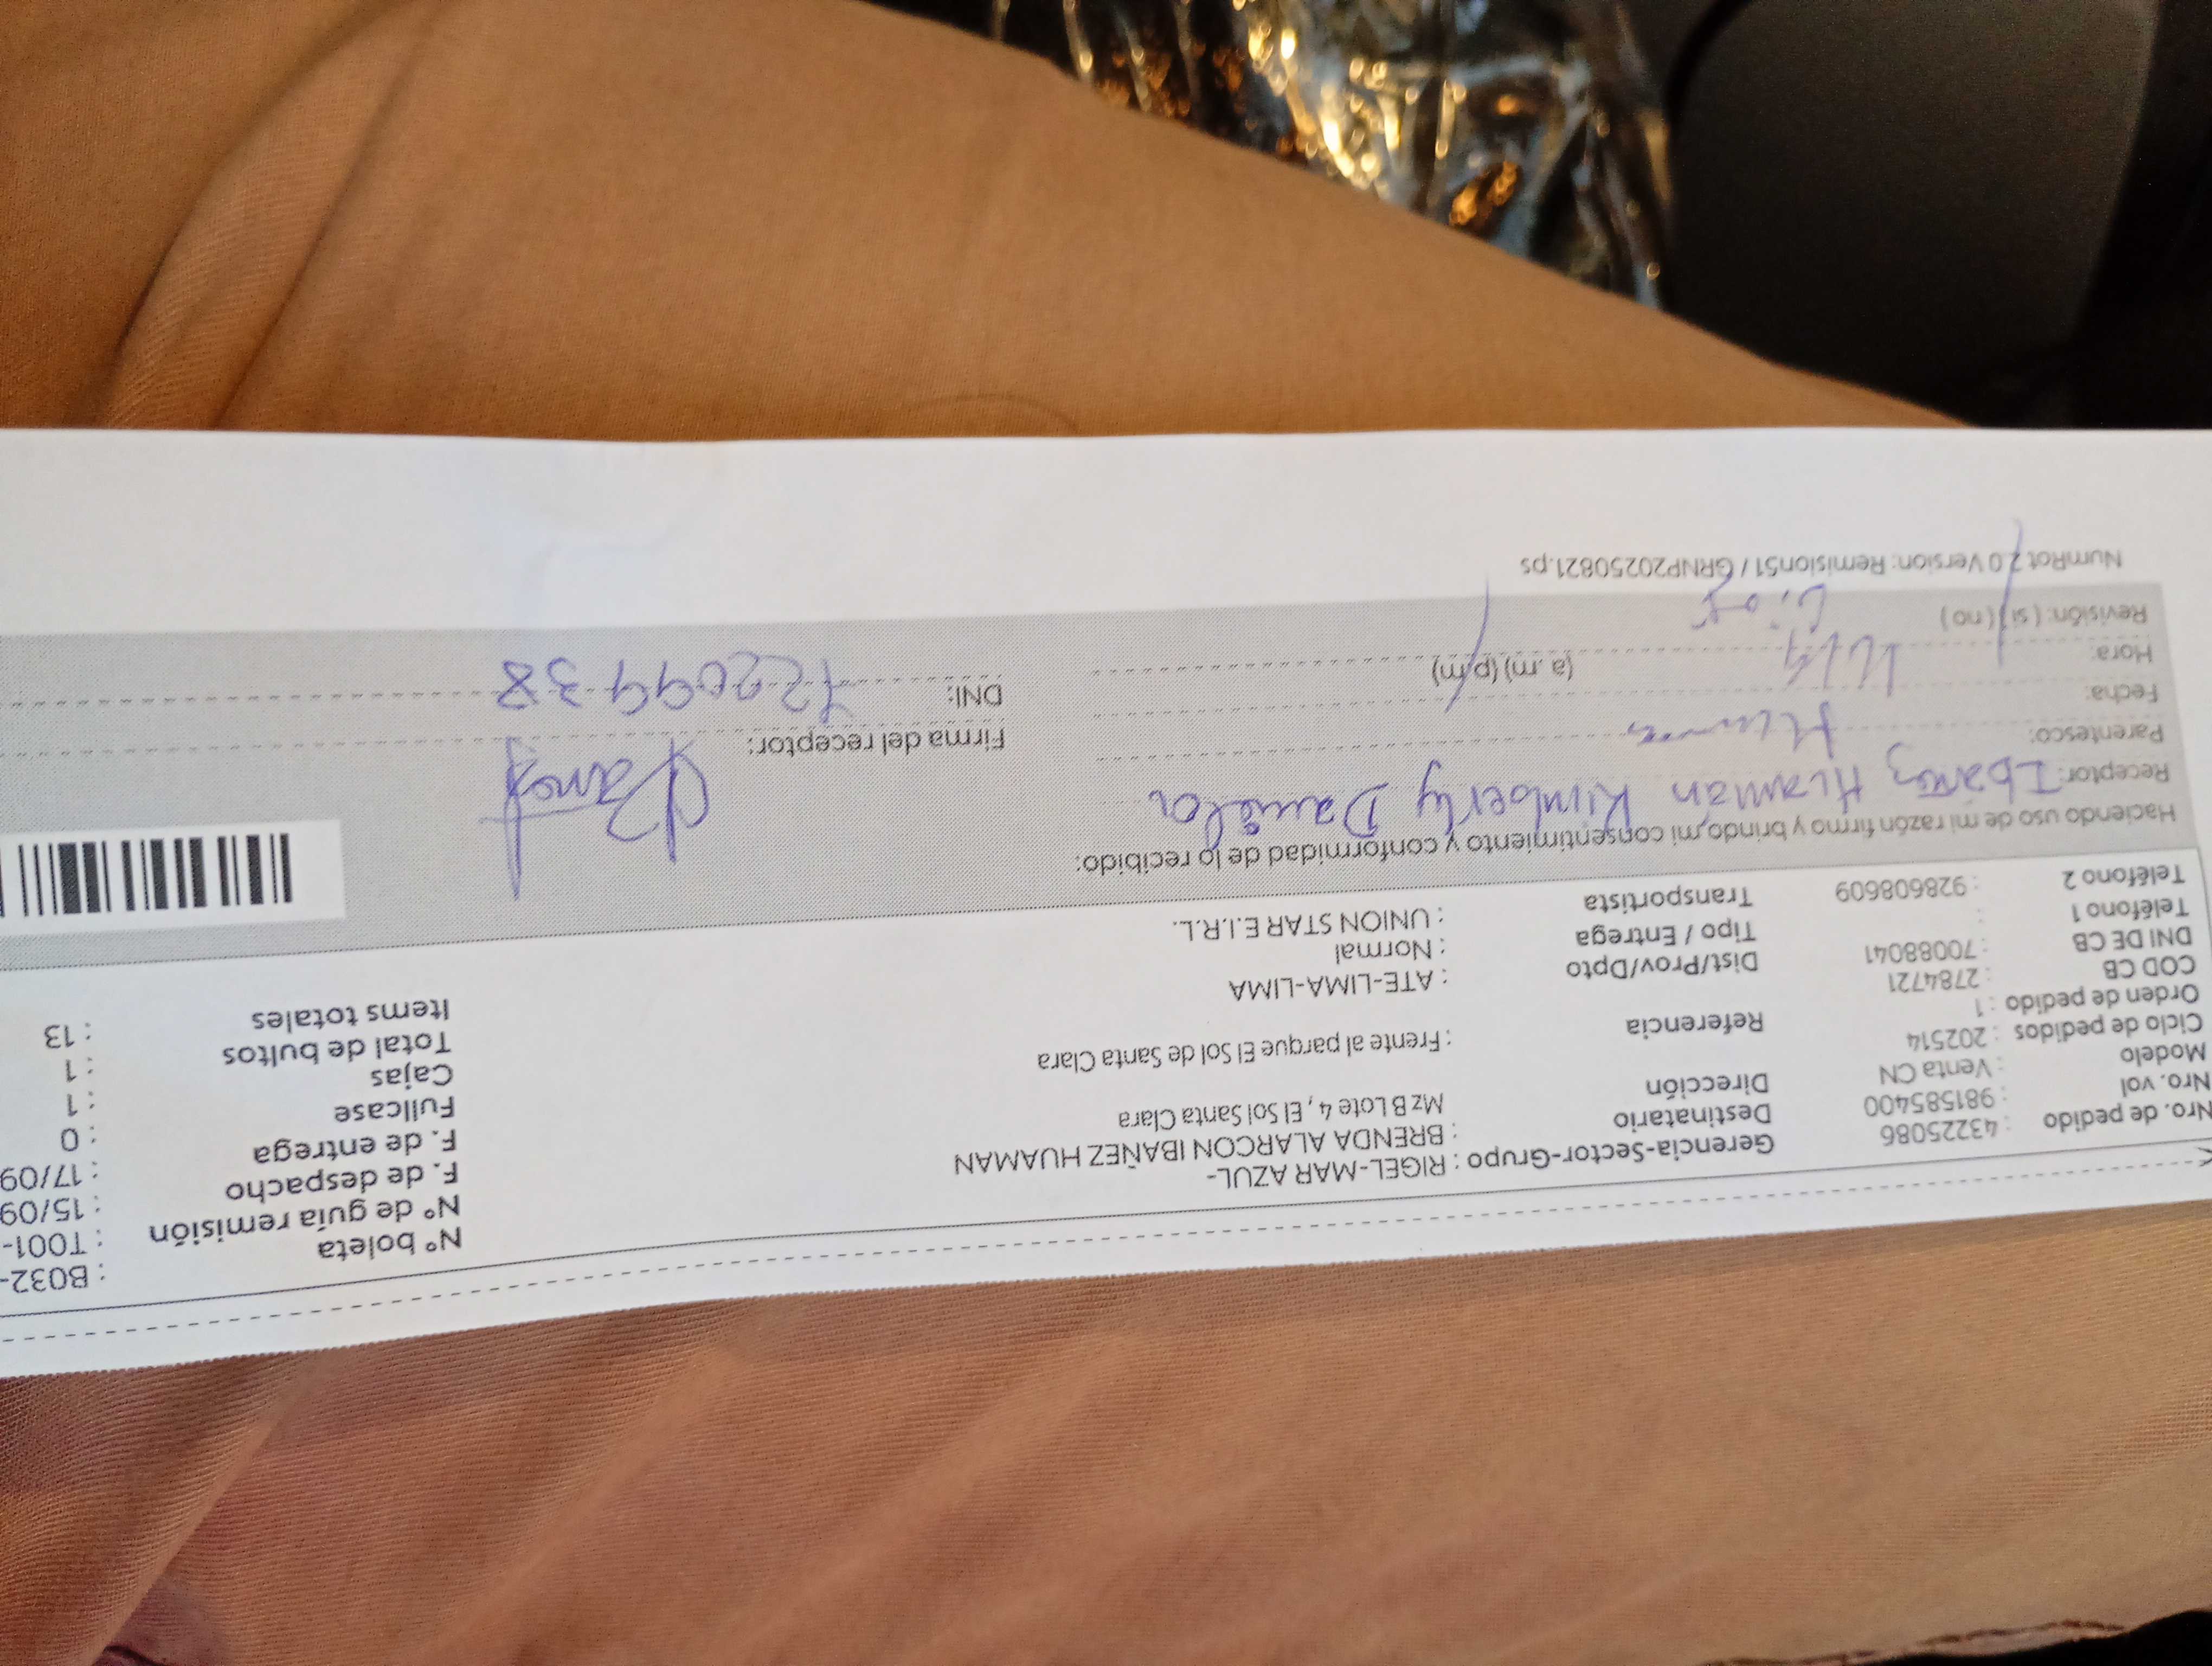 Nº boleta : B032-
Nº de guía remisión : T001-
F. de despacho : 15/09
F. de entrega : 17/09
Fullcase : 0
Cajas : 1
Total de bultos : 1
Items totales : 13
Gerencia-Sector-Grupo : RIGEL-MAR AZUL-
Destinatario : BRENDA ALARCON IBAÑEZ HUAMAN
Dirección : Mz B Lote 4 , El Sol Santa Clara
Referencia : Frente al parque El Sol de Santa Clara
Dist/Prov/Dpto : ATE-LIMA-LIMA
Tipo / Entrega : Normal
Transportista : UNION STAR E.I.R.L.
Nro. de pedido : 43225086
Nro. vol : 981585400
Modelo : Venta CN
Ciclo de pedidos : 202514
Orden de pedido : 1
COD CB : 2784721
DNI DE CB : 70088041
Teléfono 1 :
Teléfono 2 : 928608609
Haciendo uso de mi razón firmo y brindo mi consentimiento y conformidad de lo recibido:
Receptor: Ibañez Huamán Kimberly Daniela
Parentesco:
Fecha:
Hora: (a.m) (p.m)
Revisión: ( si ) ( no )
Firma del receptor:
DNI: 72209938
NumRot 2.0 Version: Remision51 / GRNP20250821.ps